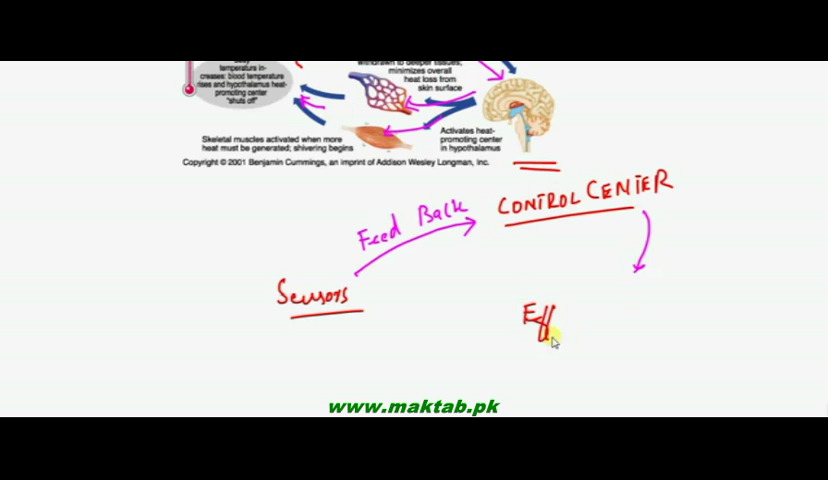 temperature in-
creases: blood temperature
rises and hypothalamus heat-
promoting center
"shuts off"
withdrawn to deeper tissues,
minimizes overall
heat loss from
skin surface
Skeletal muscles activated when more
heat must be generated; shivering begins
Activates heat-
promoting center
in hypothalamus
Copyright © 2001 Benjamin Cummings, an imprint of Addison Wesley Longman, Inc.
CONTROL CENTER
Feed Back
Sensors
Eff
www.maktab.pk